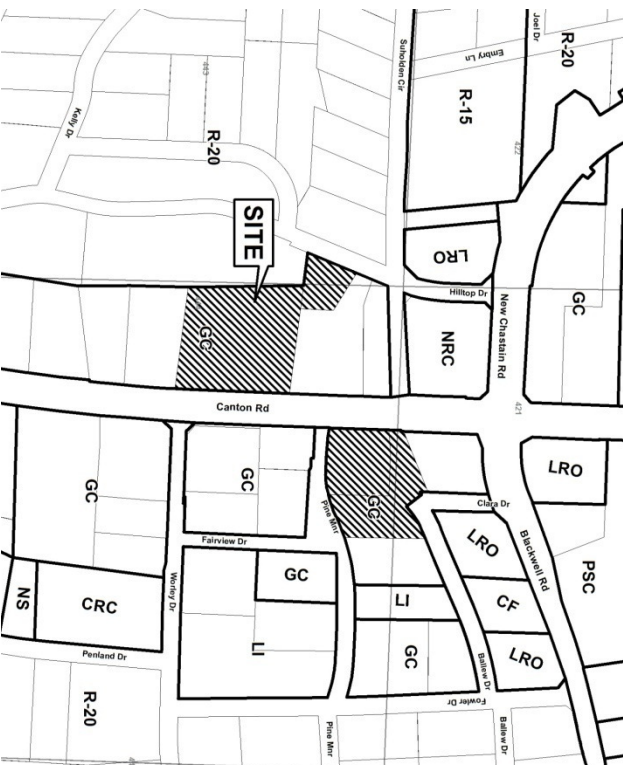 Joel Dr
R-20
Embry Ln
Suholden Cir
R-15
422
443
R-20
Kelly Dr
SITE
LRO
Hilltop Dr
New Chastain Rd
GC
NRC
GC
Canton Rd
421
LRO
GC
GC
Pine Mnr
GC
Clara Dr
Blackwell Rd
LRO
PSC
Fairview Dr
GC
LI
CF
NS
CRC
Worley Dr
LI
GC
Ballew Dr
LRO
Penland Dr
Fowler Dr
R-20
Pine Mnr
Ballew Dr